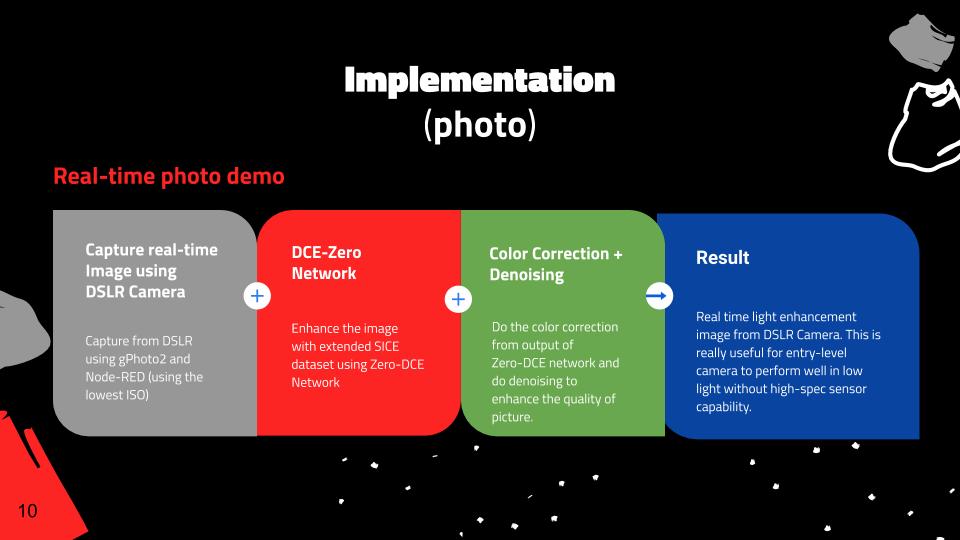 Implementation
(photo)
Real-time photo demo
Capture real-time
Image using
DSLR Camera
Capture from DSLR
using gPhoto2 and
Node-RED (using the
lowest ISO)
DCE-Zero
Network
Enhance the image
with extended SICE
dataset using Zero-DCE
Network
Color Correction +
Denoising
Do the color correction
from output of
Zero-DCE network and
do denoising to
enhance the quality of
picture.
Result
Real time light enhancement
image from DSLR Camera. This is
really useful for entry-level
camera to perform well in low
light without high-spec sensor
capability.
10